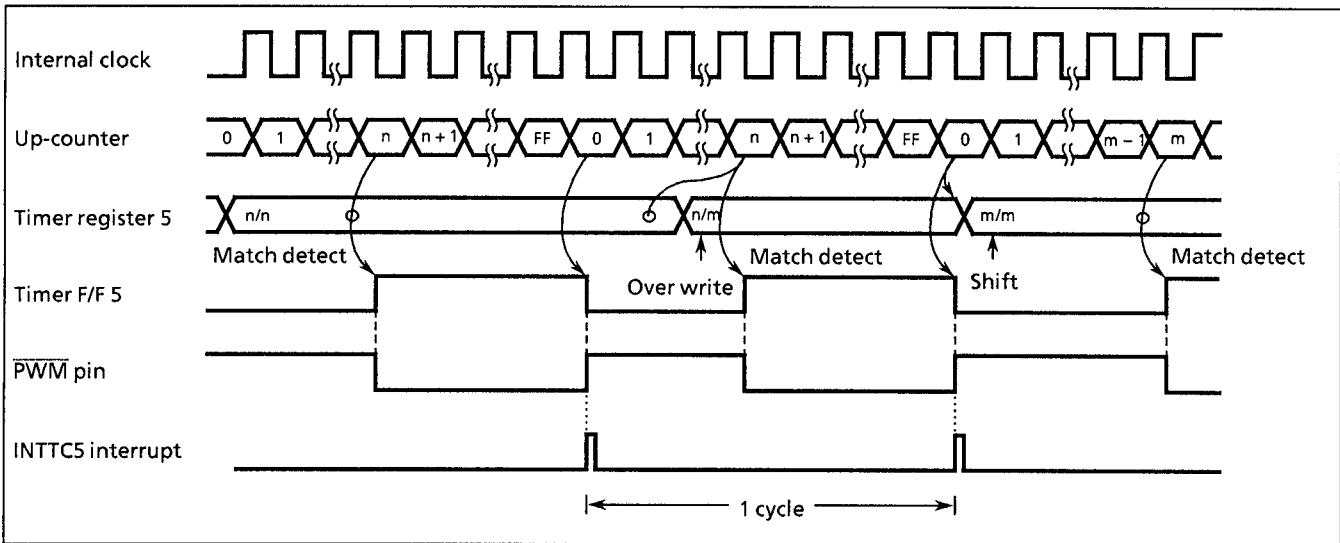 Internal clock
Up-counter
0 1 n n + 1 FF 0 1 n n + 1 FF 0 1 m – 1 m
Timer register 5
n/n n/m m/m
Match detect Match detect Match detect
Over write Shift
Timer F/F 5
PWM pin
INTTC5 interrupt
1 cycle